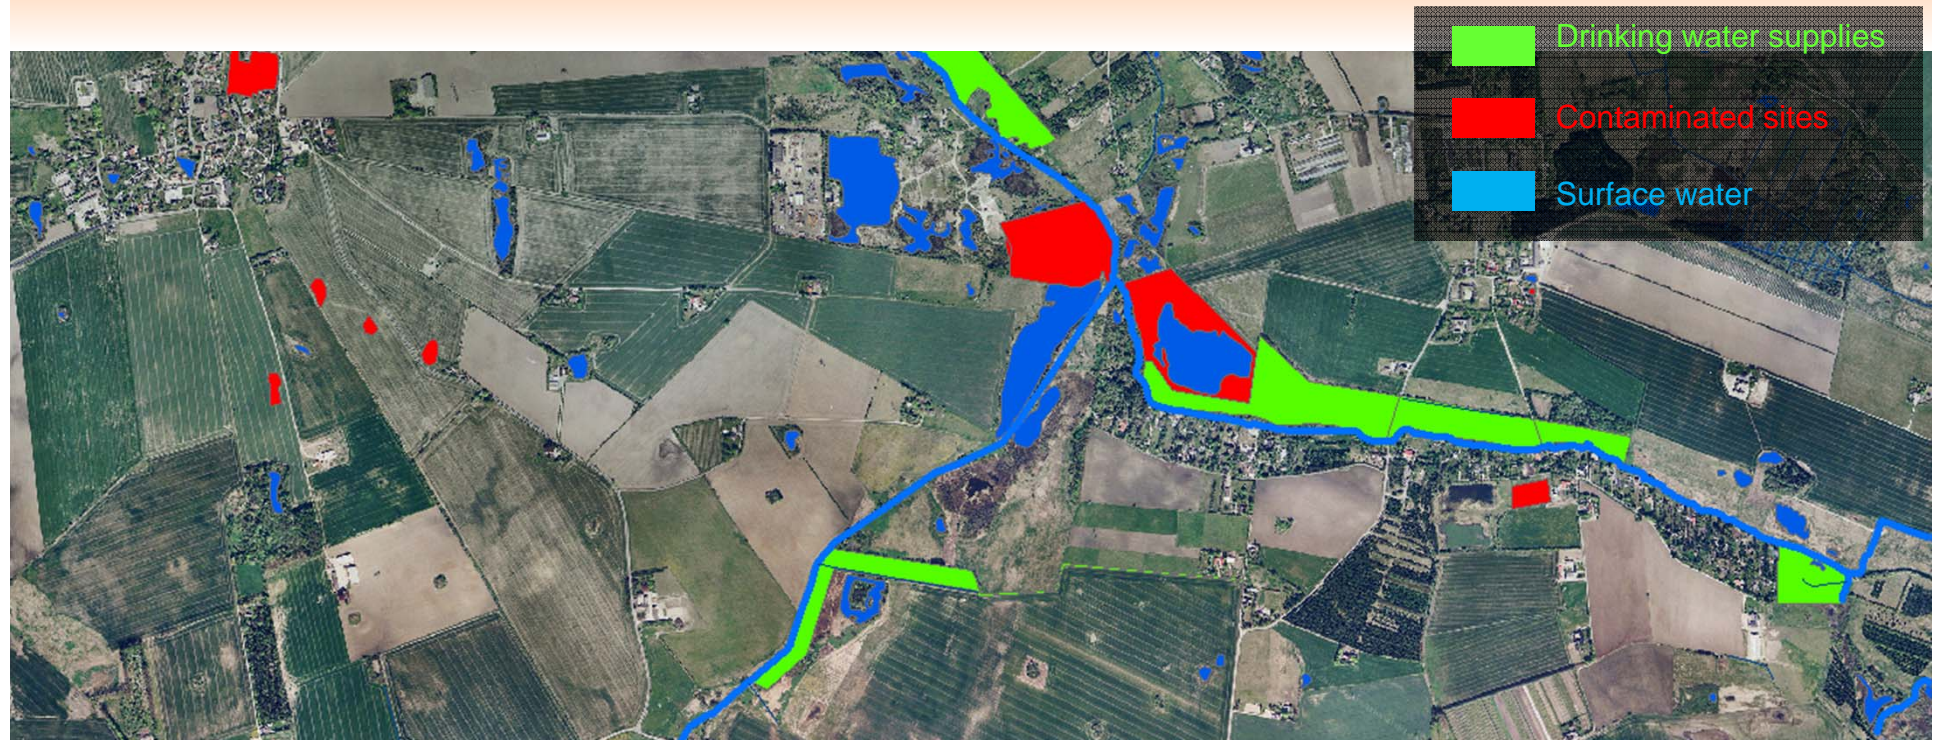 Drinking water supplies
Contaminated sites
Surface water